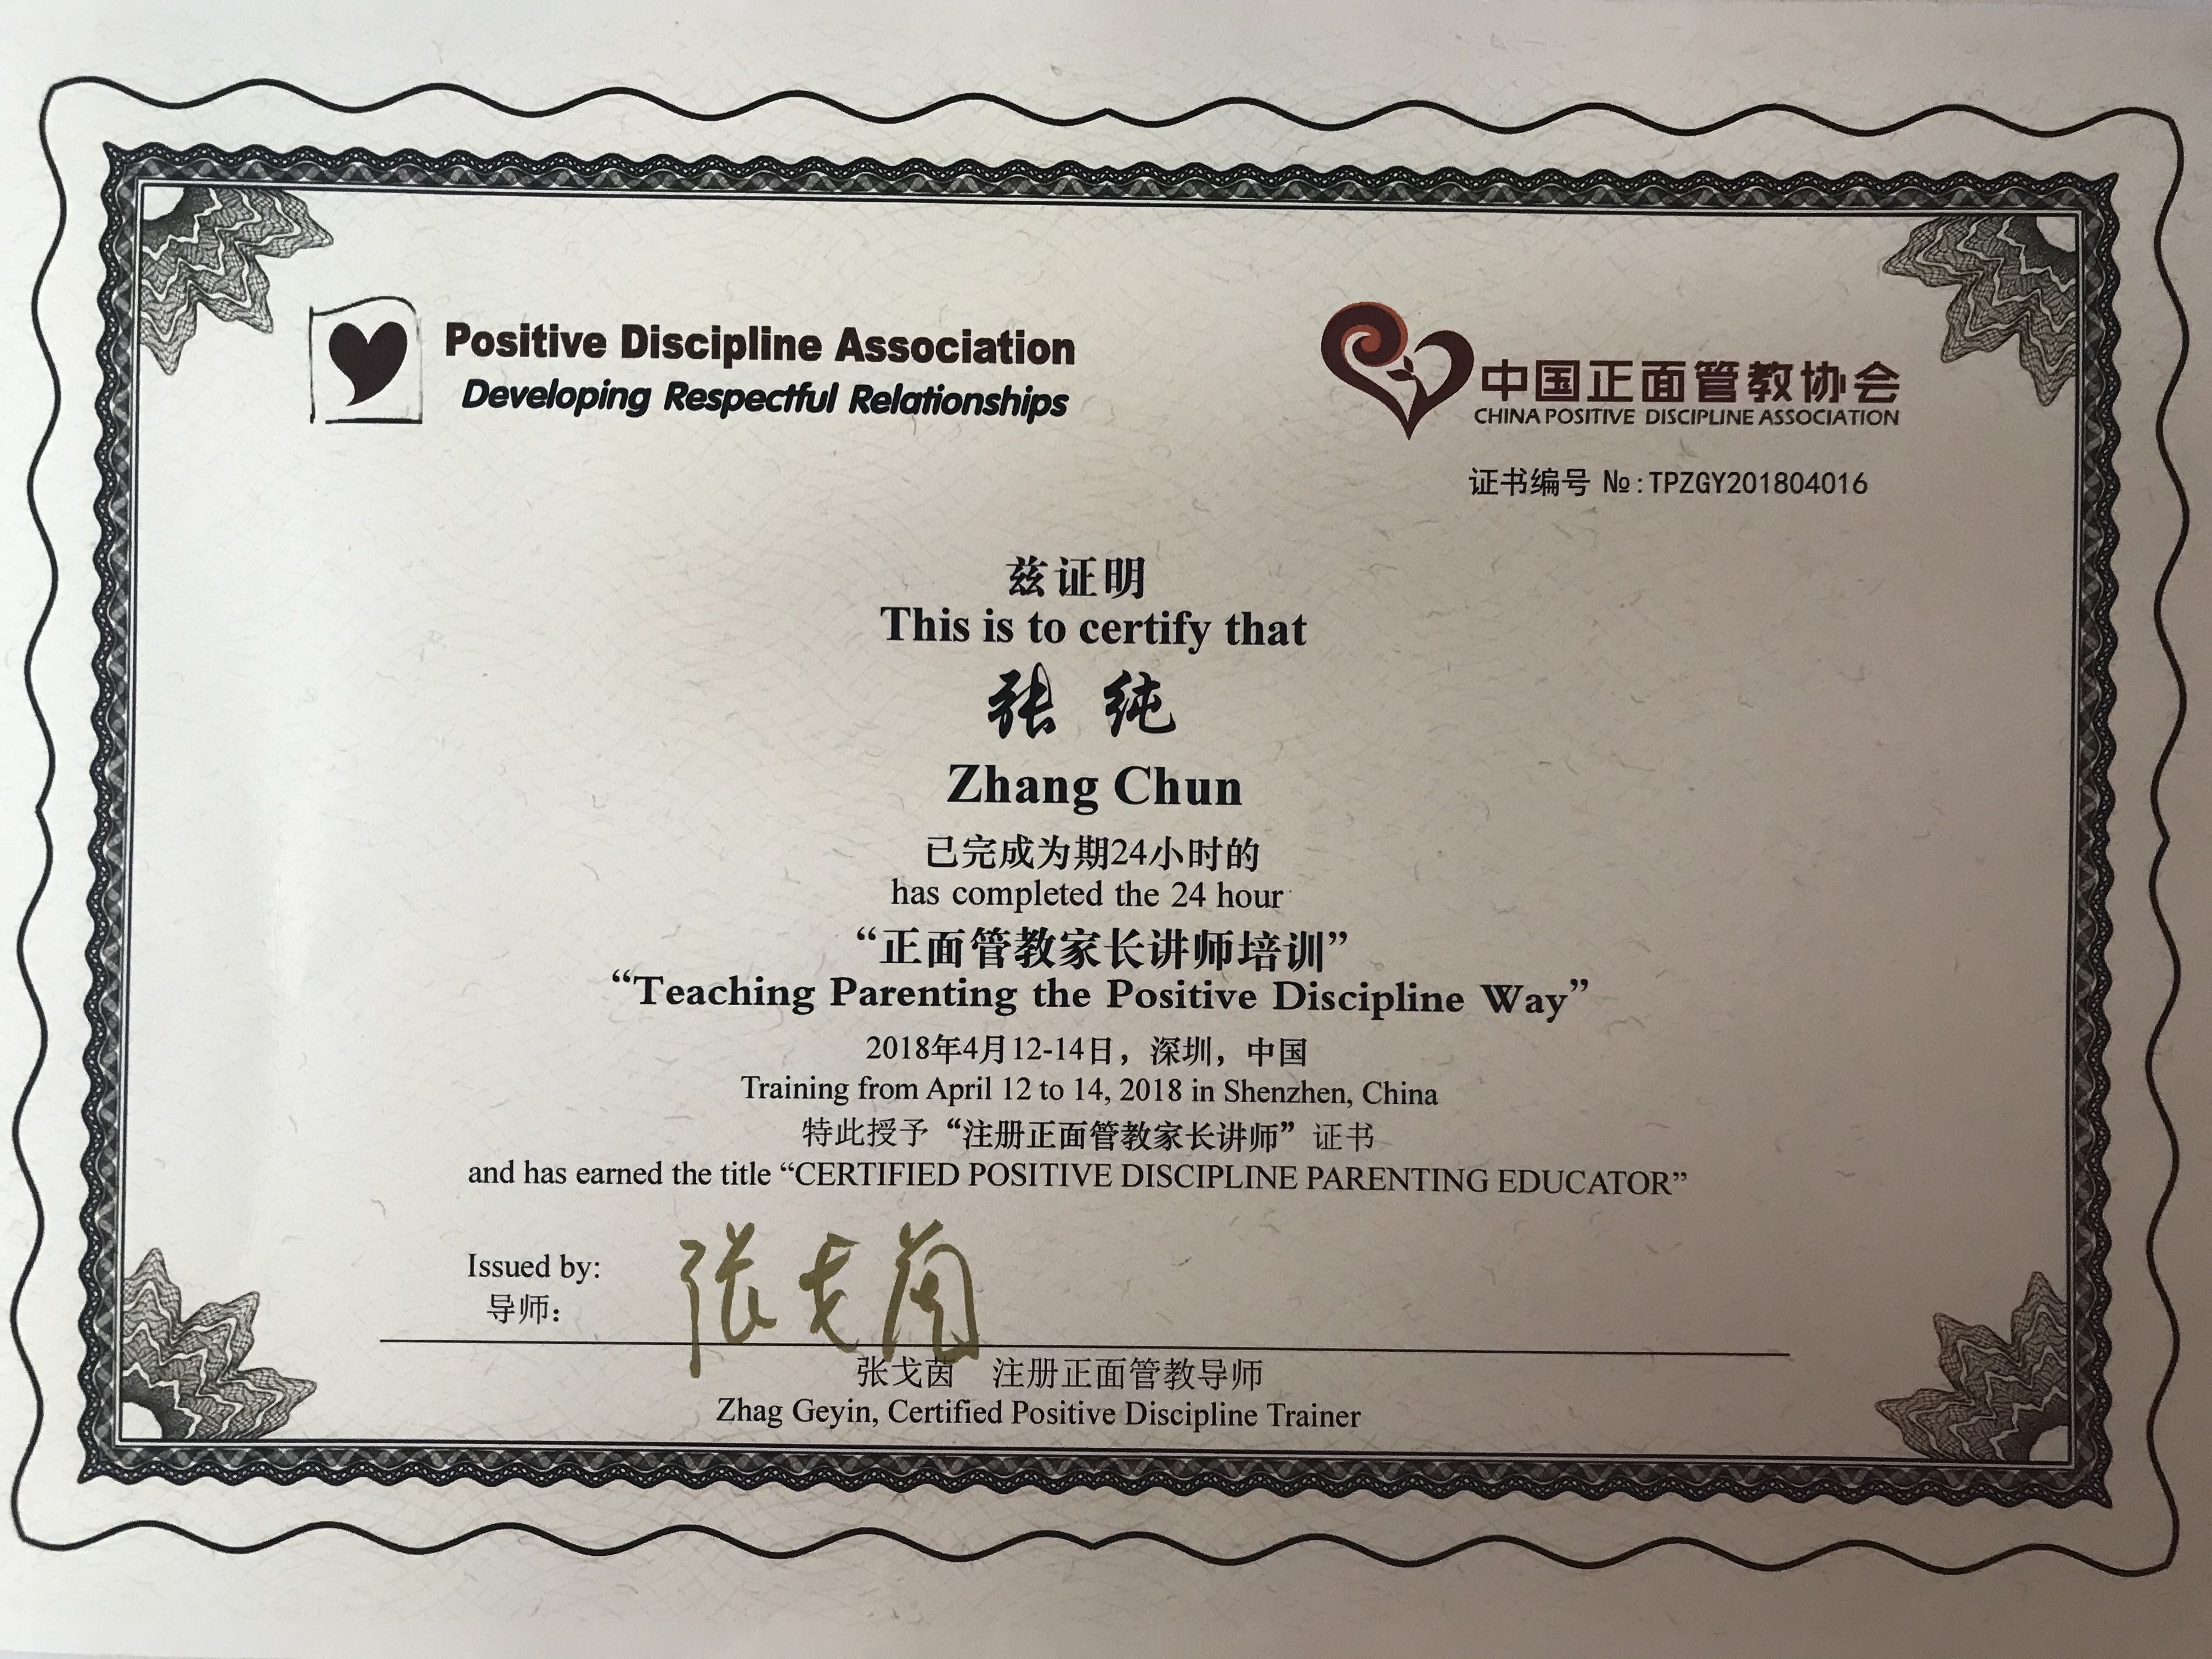 Positive Discipline Association
Developing Respectful Relationships
中国正面管教协会
CHINA POSITIVE DISCIPLINE ASSOCIATION
证书编号 №:TPZGY201804016
兹证明
This is to certify that
张 纯
Zhang Chun
已完成为期24小时的
has completed the 24 hour
“正面管教家长讲师培训”
“Teaching Parenting the Positive Discipline Way”
2018年4月12-14日，深圳，中国
Training from April 12 to 14, 2018 in Shenzhen, China
特此授予“注册正面管教家长讲师”证书
and has earned the title “CERTIFIED POSITIVE DISCIPLINE PARENTING EDUCATOR”
Issued by:
导师：
张戈茵
张戈茵 注册正面管教导师
Zhag Geyin, Certified Positive Discipline Trainer